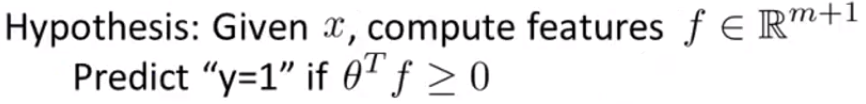 Hypothesis: Given x, compute features f ∈ ℝ^{m+1}
Predict “y=1” if θ^T f ≥ 0